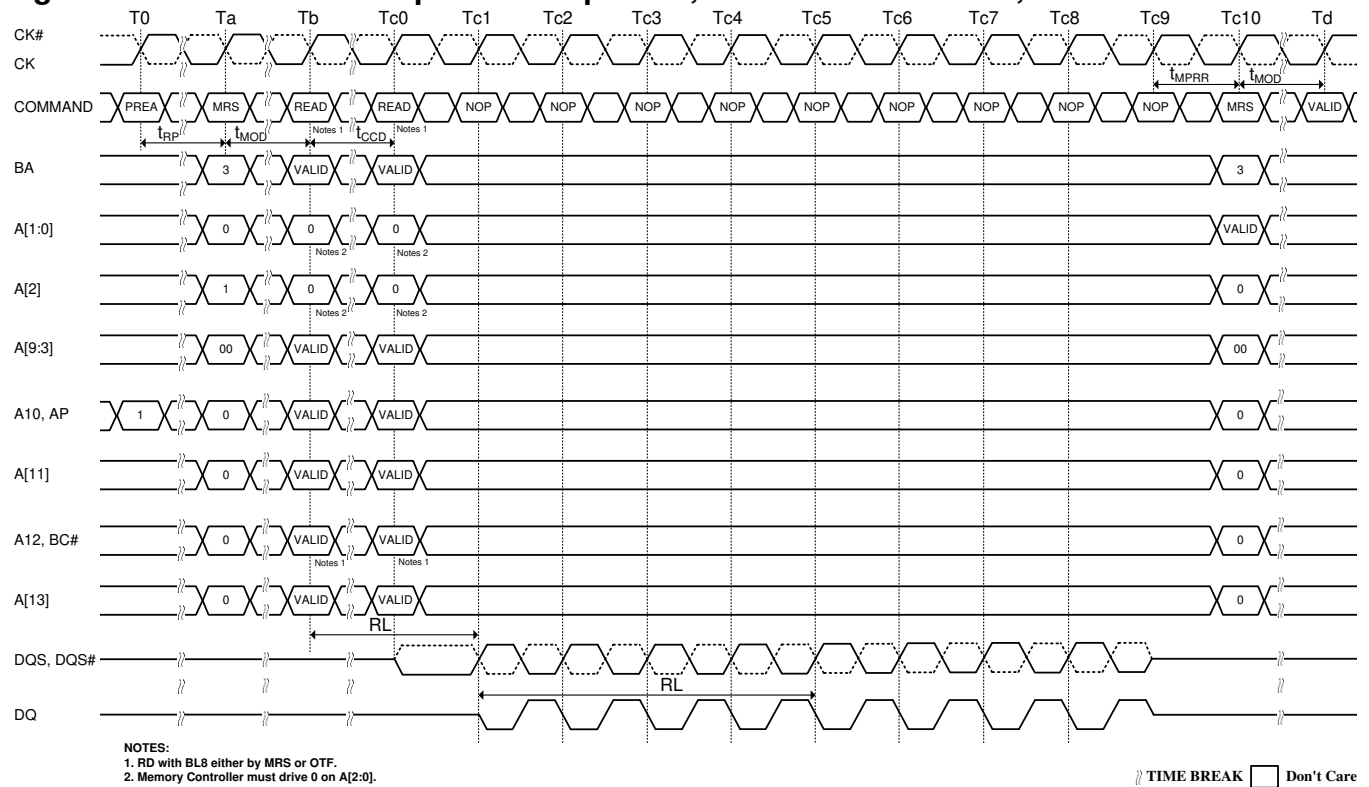 T0 Ta Tb Tc0 Tc1 Tc2 Tc3 Tc4 Tc5 Tc6 Tc7 Tc8 Tc9 Tc10 Td
CK#
CK
tMPRR tMOD
COMMAND PREA MRS READ READ NOP NOP NOP NOP NOP NOP NOP NOP NOP MRS VALID
Notes 1 Notes 1
tRP tMOD tCCD
BA 3 VALID VALID 3
A[1:0] 0 0 0 VALID
Notes 2 Notes 2
A[2] 1 0 0 0
Notes 2 Notes 2
A[9:3] 00 VALID VALID 00
A10, AP 1 0 VALID VALID 0
A[11] 0 VALID VALID 0
A12, BC# 0 VALID VALID 0
Notes 1 Notes 1
A[13] 0 VALID VALID 0
RL
DQS, DQS#
RL
DQ
NOTES:
1. RD with BL8 either by MRS or OTF.
2. Memory Controller must drive 0 on A[2:0].
TIME BREAK Don't Care